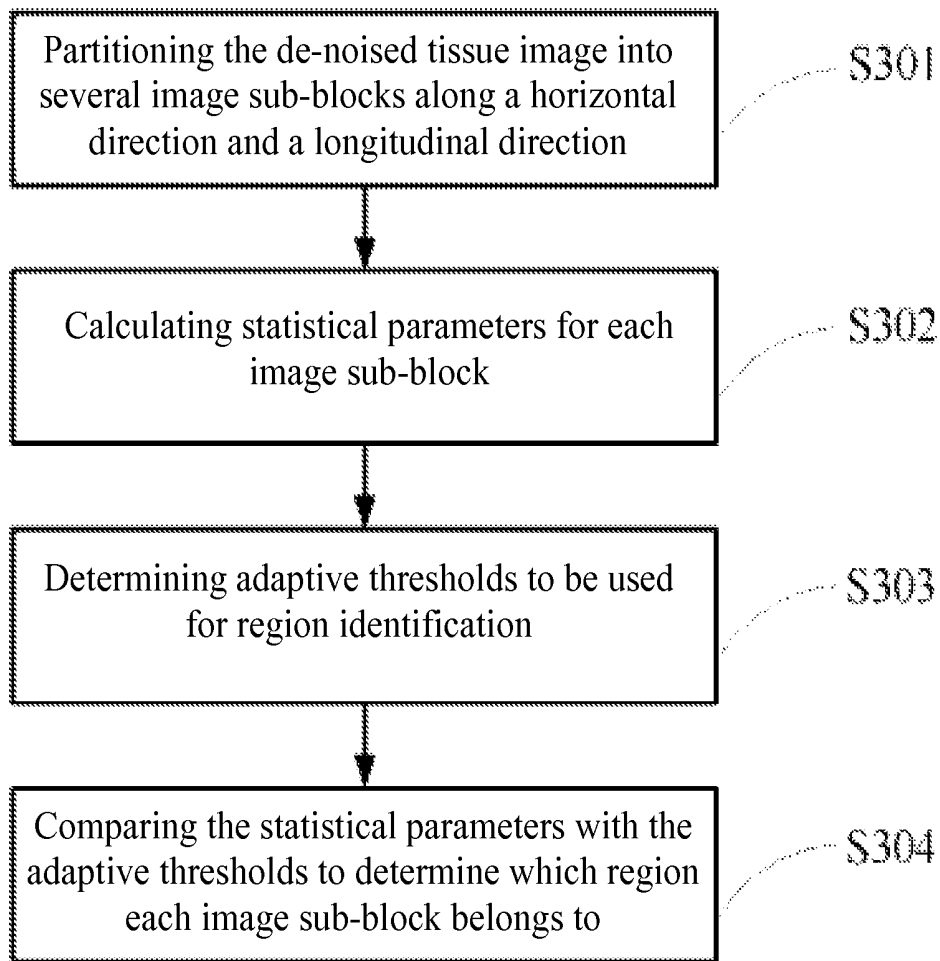 Partitioning the de-noised tissue image into
several image sub-blocks along a horizontal
direction and a longitudinal direction
S301
Calculating statistical parameters for each
image sub-block
S302
Determining adaptive thresholds to be used
for region identification
S303
Comparing the statistical parameters with the
adaptive thresholds to determine which region
each image sub-block belongs to
S304